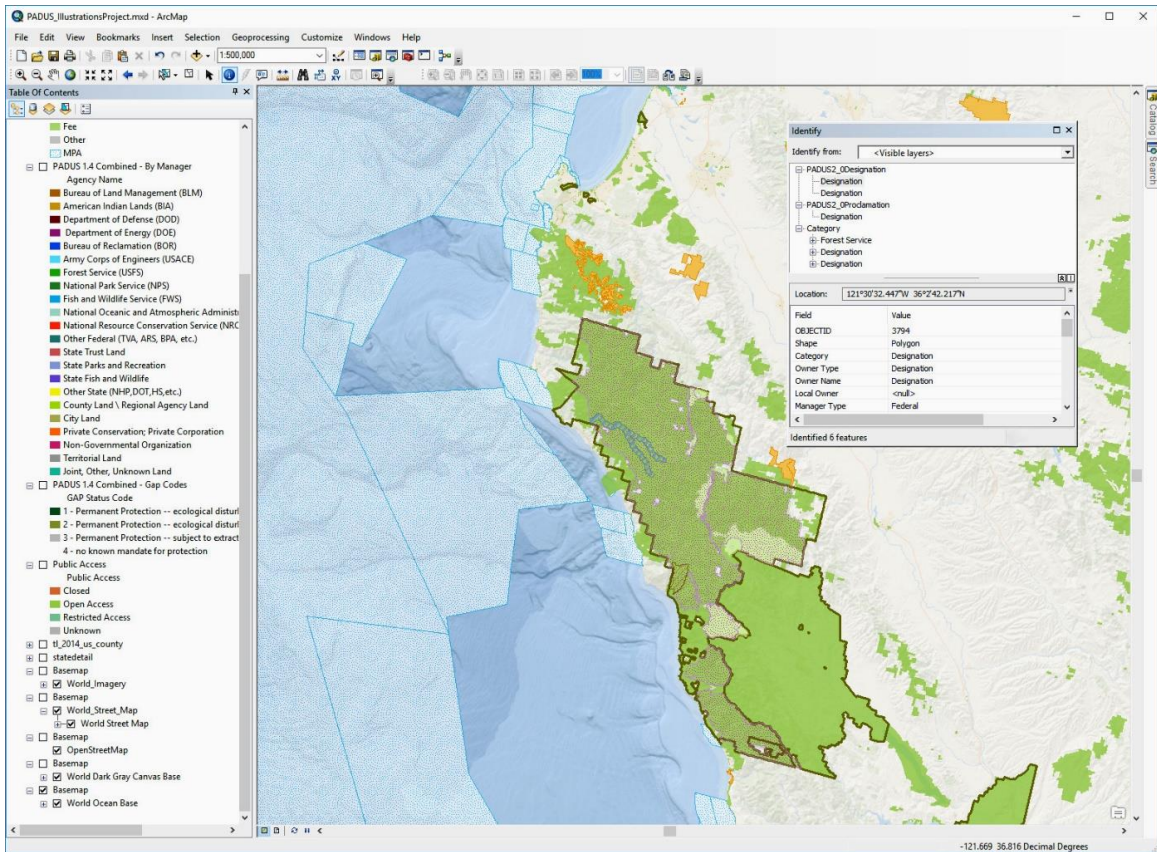 PADUS_IllustrationsProject.mxd - ArcMap
File Edit View Bookmarks Insert Selection Geoprocessing Customize Windows Help
1:500,000
100%
Table Of Contents
Fee
Other
MPA
PADUS 1.4 Combined - By Manager
Agency Name
Bureau of Land Management (BLM)
American Indian Lands (BIA)
Department of Defense (DOD)
Department of Energy (DOE)
Bureau of Reclamation (BOR)
Army Corps of Engineers (USACE)
Forest Service (USFS)
National Park Service (NPS)
Fish and Wildlife Service (FWS)
National Oceanic and Atmospheric Administ
National Resource Conservation Service (NRC
Other Federal (TVA, ARS, BPA, etc.)
State Trust Land
State Parks and Recreation
State Fish and Wildlife
Other State (NHP,DOT,HS,etc.)
County Land \ Regional Agency Land
City Land
Private Conservation; Private Corporation
Non-Governmental Organization
Territorial Land
Joint, Other, Unknown Land
PADUS 1.4 Combined - Gap Codes
GAP Status Code
1 - Permanent Protection -- ecological distur
2 - Permanent Protection -- ecological distur
3 - Permanent Protection -- subject to extract
4 - no known mandate for protection
Public Access
Public Access
Closed
Open Access
Restricted Access
Unknown
tl_2014_us_county
statedetail
Basemap
World_Imagery
Basemap
World_Street_Map
World Street Map
Basemap
OpenStreetMap
Basemap
World Dark Gray Canvas Base
Basemap
World Ocean Base
Identify
Identify from: <Visible layers>
PADUS2_0Designation
Designation
Designation
PADUS2_0Proclamation
Designation
Category
Forest Service
Designation
Designation
Location: 121°30'32.447"W 36°2'42.217"N
Field Value
OBJECTID 3794
Shape Polygon
Category Designation
Owner Type Designation
Owner Name Designation
Local Owner <null>
Manager Type Federal
Identified 6 features
Catalog
Search
-121.669 36.816 Decimal Degrees